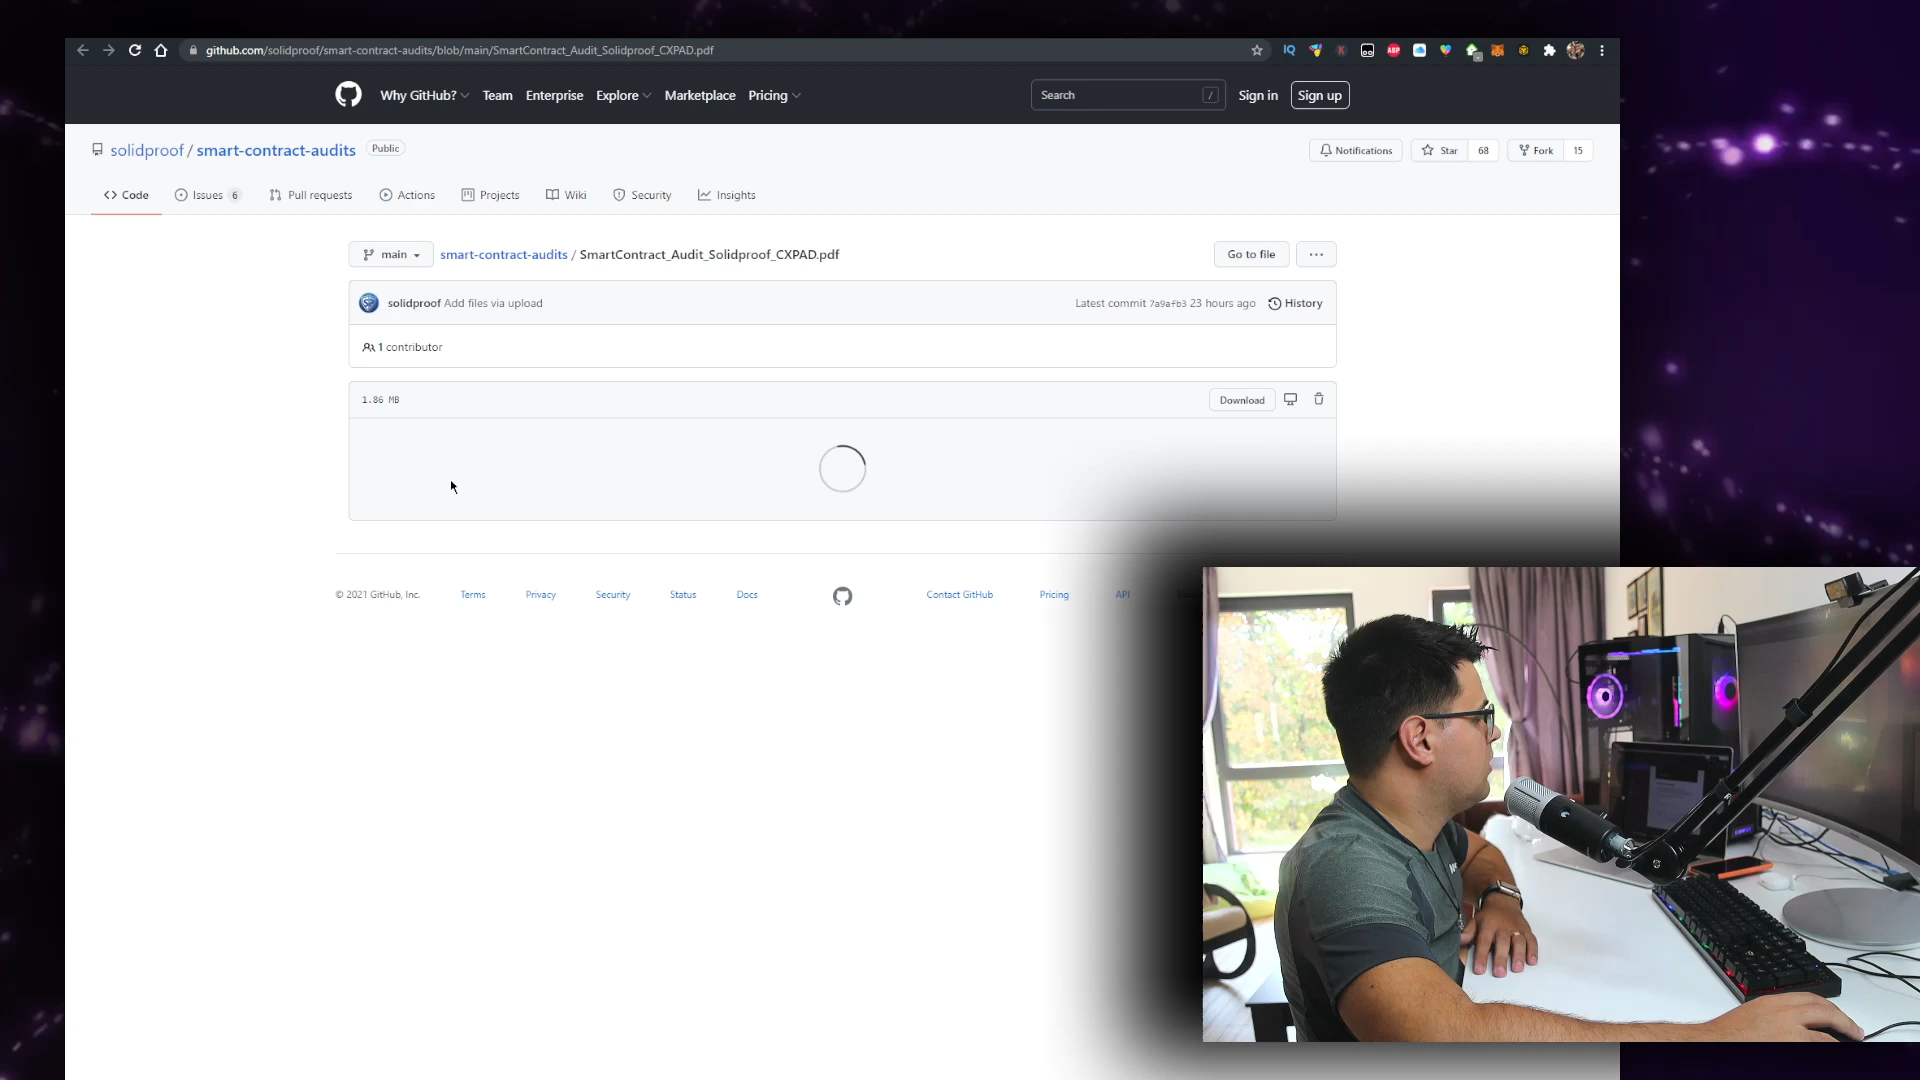 github.com/solidproof/smart-contract-audits/blob/main/SmartContract_Audit_Solidproof_CXPAD.pdf
Why GitHub? Team Enterprise Explore Marketplace Pricing Search / Sign in Sign up
solidproof / smart-contract-audits Public Notifications Star 68 Fork 15
Code Issues 6 Pull requests Actions Projects Wiki Security Insights
main smart-contract-audits / SmartContract_Audit_Solidproof_CXPAD.pdf Go to file ...
solidproof Add files via upload Latest commit 7a9afb3 23 hours ago History
1 contributor
1.86 MB Download
© 2021 GitHub, Inc. Terms Privacy Security Status Docs Contact GitHub Pricing API